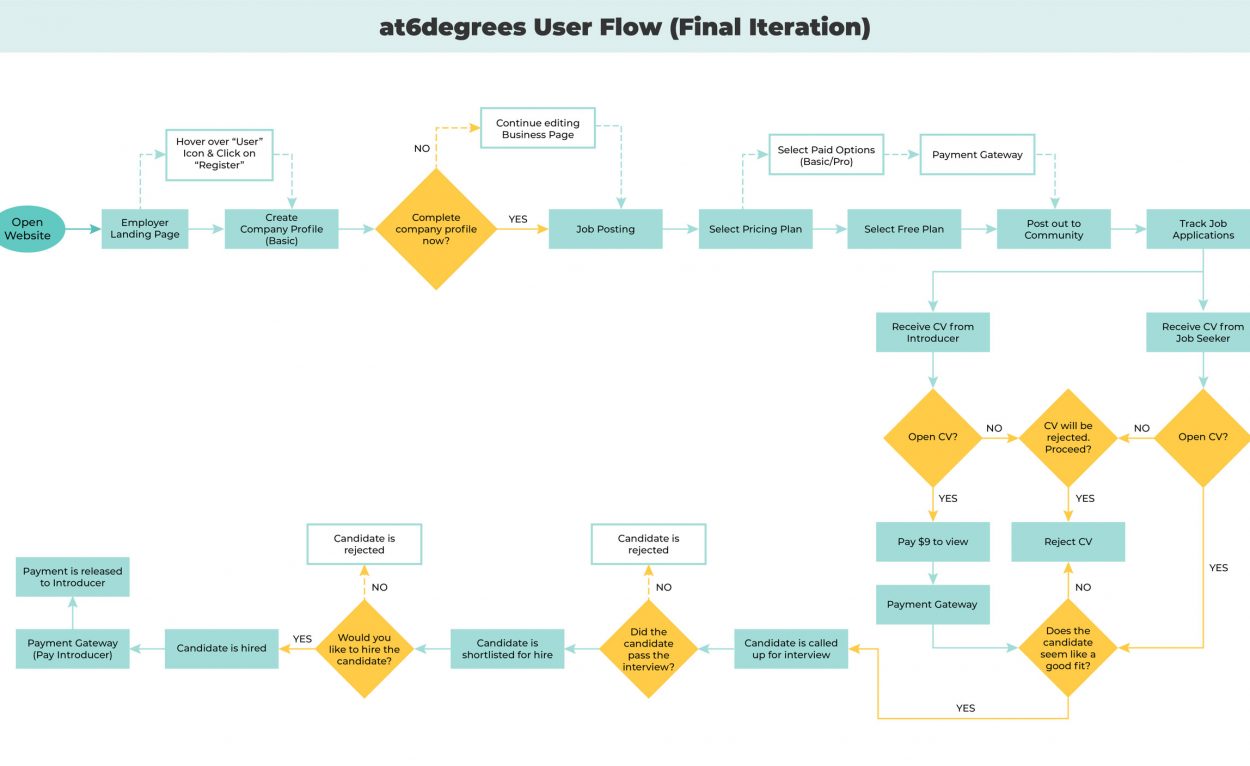 at6degrees User Flow (Final Iteration)
Hover over “User”
Icon & Click on
“Register”
NO
Continue editing
Business Page
Select Paid Options
(Basic/Pro)
Payment Gateway
Open
Website
Employer
Landing Page
Create
Company Profile
(Basic)
Complete
company profile
now?
YES
Job Posting
Select Pricing Plan
Select Free Plan
Post out to
Community
Track Job
Applications
Receive CV from
Introducer
Receive CV from
Job Seeker
Open CV?
NO
CV will be
rejected.
Proceed?
NO
Open CV?
YES
YES
Pay $9 to view
Reject CV
YES
Payment Gateway
NO
Does the
candidate
seem like a
good fit?
YES
Candidate is called
up for interview
Did the
candidate
pass the
interview?
NO
Candidate is
rejected
Candidate is
shortlisted for hire
Would you
like to hire the
candidate?
NO
Candidate is
rejected
YES
Candidate is hired
Payment Gateway
(Pay Introducer)
Payment is released
to Introducer